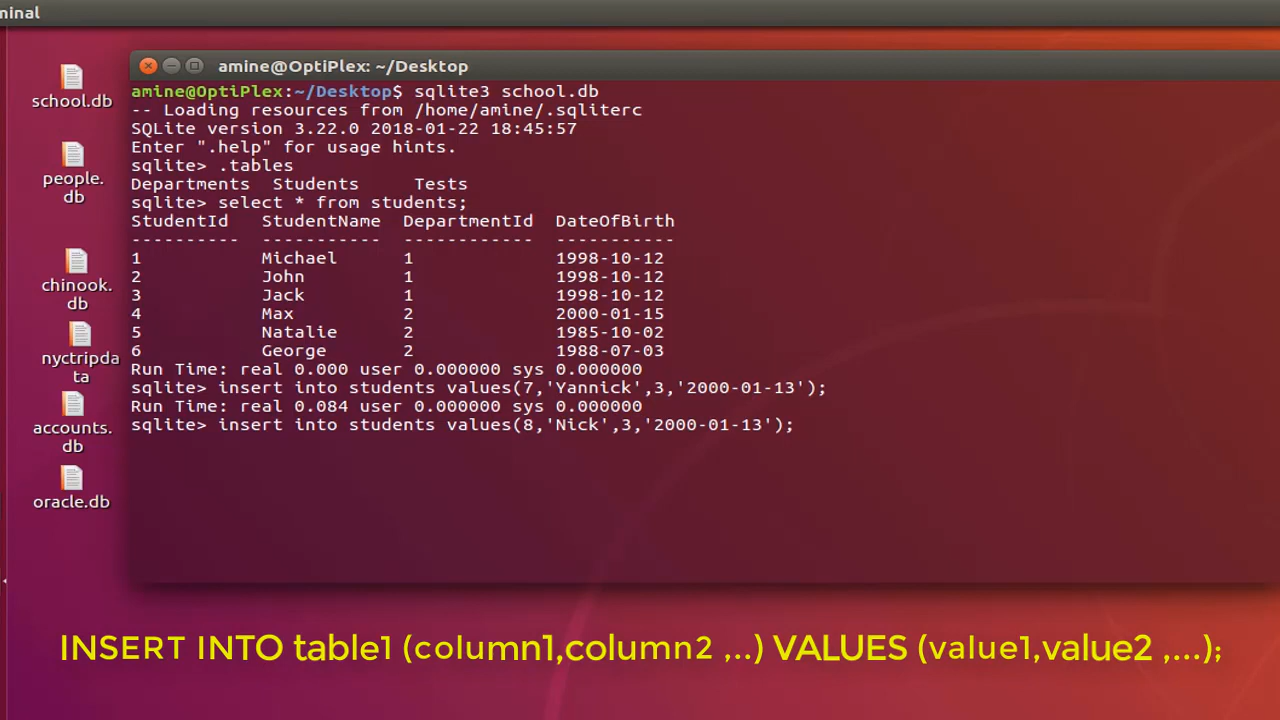 minal
school.db
people.
db
chinook.
db
nyctripda
ta
accounts.
db
oracle.db
amine@OptiPlex: ~/Desktop
amine@OptiPlex:~/Desktop$ sqlite3 school.db
-- Loading resources from /home/amine/.sqliterc
SQLite version 3.22.0 2018-01-22 18:45:57
Enter ".help" for usage hints.
sqlite> .tables
Departments  Students     Tests
sqlite> select * from students;
StudentId   StudentName  DepartmentId  DateOfBirth
----------  -----------  ------------  -----------
1           Michael      1             1998-10-12
2           John         1             1998-10-12
3           Jack         1             1998-10-12
4           Max          2             2000-01-15
5           Natalie      2             1985-10-02
6           George       2             1988-07-03
Run Time: real 0.000 user 0.000000 sys 0.000000
sqlite> insert into students values(7,'Yannick',3,'2000-01-13');
Run Time: real 0.084 user 0.000000 sys 0.000000
sqlite> insert into students values(8,'Nick',3,'2000-01-13');
INSERT INTO table1 (column1,column2 ,..) VALUES (value1,value2 ,...);